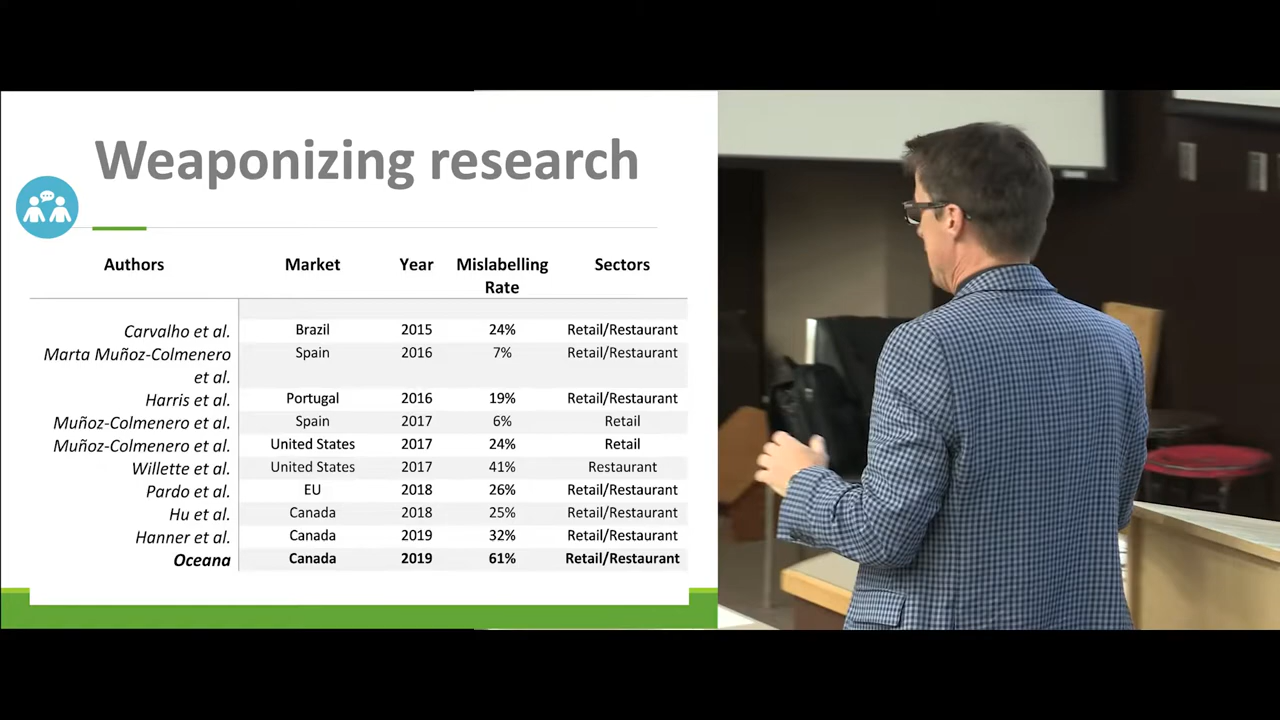 Weaponizing research
Authors Market Year Mislabelling Sectors
Rate
Carvalho et al. Brazil 2015 24% Retail/Restaurant
Marta Muñoz-Colmenero Spain 2016 7% Retail/Restaurant
et al.
Harris et al. Portugal 2016 19% Retail/Restaurant
Muñoz-Colmenero et al. Spain 2017 6% Retail
Muñoz-Colmenero et al. United States 2017 24% Retail
Willette et al. United States 2017 41% Restaurant
Pardo et al. EU 2018 26% Retail/Restaurant
Hu et al. Canada 2018 25% Retail/Restaurant
Hanner et al. Canada 2019 32% Retail/Restaurant
Oceana Canada 2019 61% Retail/Restaurant